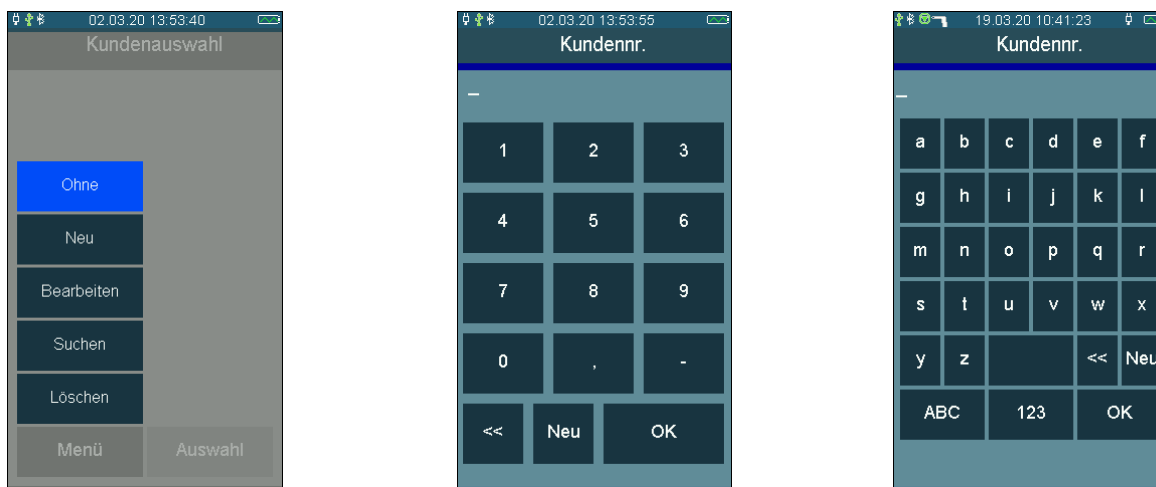 02.03.20 13:53:40
Kundenauswahl
Ohne
Neu
Bearbeiten
Suchen
Löschen
Menü Auswahl
02.03.20 13:53:55
Kundennr.
_
1 2 3
4 5 6
7 8 9
0 , -
<< Neu OK
19.03.20 10:41:23
Kundennr.
_
a b c d e f
g h i j k l
m n o p q r
s t u v w x
y z << Neu
ABC 123 OK